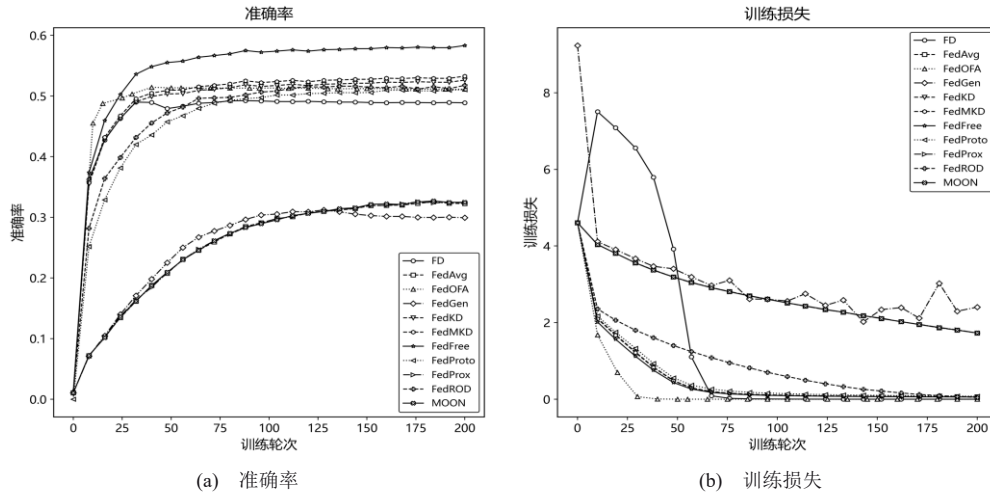 准确率
0.6
0.5
0.4
0.3
0.2
0.1
0.0
准确率
FD
FedAvg
FedOFA
FedGen
FedKD
FedMKD
FedFree
FedProto
FedProx
FedROD
MOON
0 25 50 75 100 125 150 175 200
训练轮次
(a) 准确率
训练损失
8
6
4
2
0
训练损失
FD
FedAvg
FedOFA
FedGen
FedKD
FedMKD
FedFree
FedProto
FedProx
FedROD
MOON
0 25 50 75 100 125 150 175 200
训练轮次
(b) 训练损失